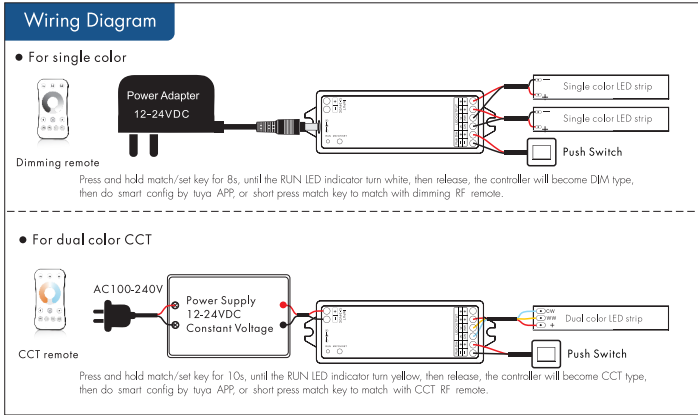 Wiring Diagram
● For single color
Power Adapter
12-24VDC
Single color LED strip
Single color LED strip
Push Switch
Dimming remote
Press and hold match/set key for 8s, until the RUN LED indicator turn white, then release, the controller will become DIM type,
then do smart config by tuya APP, or short press match key to match with dimming RF remote.
● For dual color CCT
AC100-240V
Power Supply
12-24VDC
Constant Voltage
CW
WW
+
Dual color LED strip
Push Switch
CCT remote
Press and hold match/set key for 10s, until the RUN LED indicator turn yellow, then release, the controller will become CCT type,
then do smart config by tuya APP, or short press match key to match with CCT RF remote.